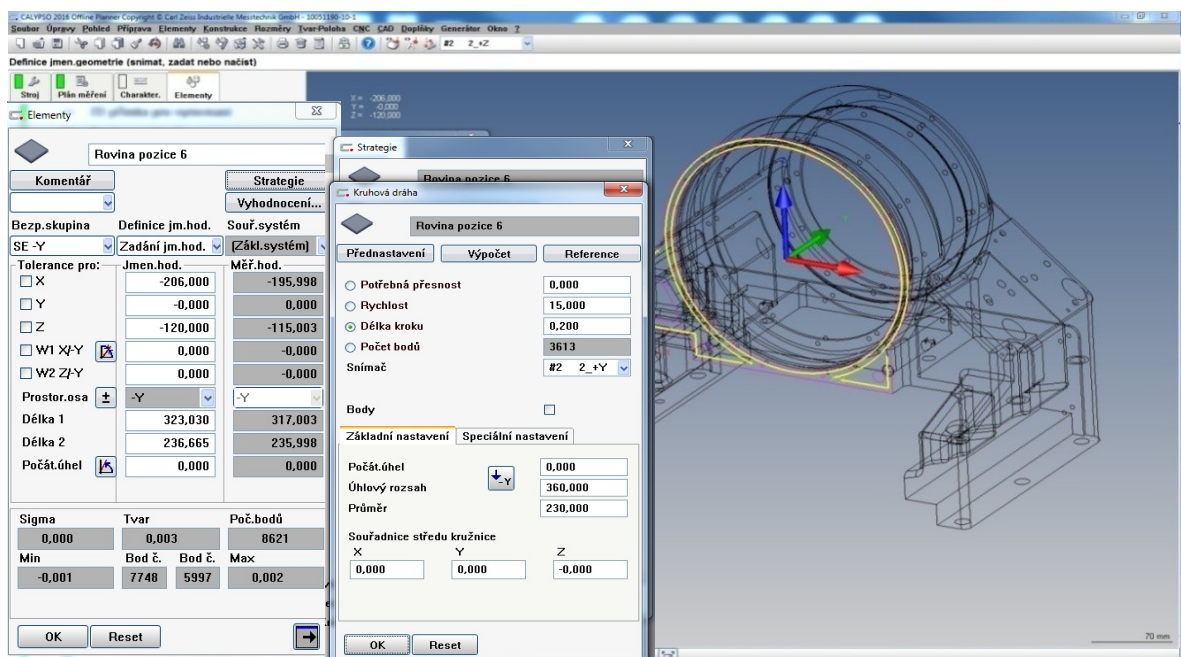 CALYPSO 2016 Offline Planner Copyright © Carl Zeiss Industrielle Messtechnik GmbH - 10051190-10-1
Soubor Úpravy Pohled Příprava Elementy Konstrukce Rozměry Tvar-Poloha CNC CAD Doplňky Generátor Okno ?
#2 2_+Z
Definice jmen.geometrie (snímat, zadat nebo načíst)
Stroj Plán měření Charakter. Elementy
X = -206,000
Y = -0,000
Z = -120,000
Elementy
Rovina pozice 6
Komentář Strategie
Vyhodnocení...
Bezp.skupina Definice jm.hod. Souř.systém
SE -Y Zadání jm.hod. (Zákl.systém)
Tolerance pro: Jmen.hod. Měř.hod.
X -206,000 -195,998
Y -0,000 0,000
Z -120,000 -115,003
W1 X/-Y 0,000 -0,000
W2 Z/-Y 0,000 -0,000
Prostor.osa ± -Y -Y
Délka 1 323,030 317,003
Délka 2 236,665 235,998
Počát.úhel 0,000 0,000
Sigma Tvar Poč.bodů
0,000 0,003 8621
Min Bod č. Bod č. Max
-0,001 7748 5997 0,002
OK Reset
Strategie
Rovina pozice 6
Kruhová dráha
Rovina pozice 6
Přednastavení Výpočet Reference
Potřebná přesnost 0,000
Rychlost 15,000
Délka kroku 0,200
Počet bodů 3613
Snímač #2 2_+Y
Body
Základní nastavení Speciální nastavení
Počát.úhel 0,000
-Y
Úhlový rozsah 360,000
Průměr 230,000
Souřadnice středu kružnice
X Y Z
0,000 0,000 -0,000
OK Reset
70 mm